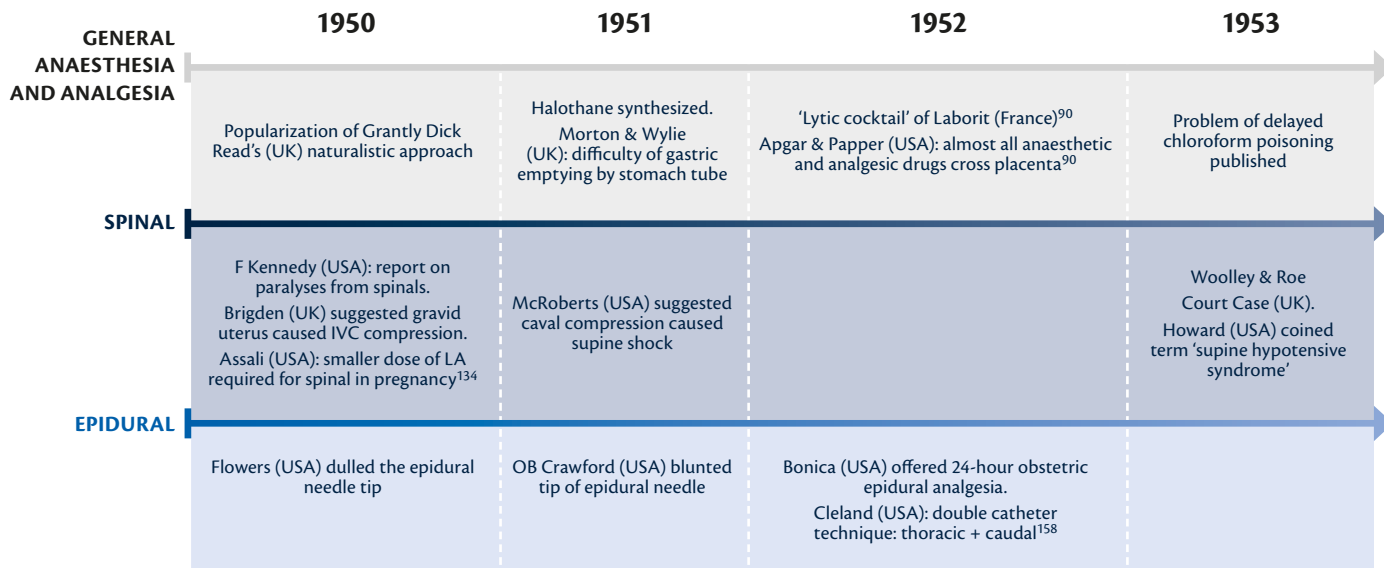 1950
1951
1952
1953
GENERAL
ANAESTHESIA
AND ANALGESIA
Popularization of Grantly Dick
Read's (UK) naturalistic approach
Halothane synthesized.
Morton & Wylie
(UK): difficulty of gastric
emptying by stomach tube
'Lytic cocktail' of Laborit (France)90
Apgar & Papper (USA): almost all anaesthetic
and analgesic drugs cross placenta90
Problem of delayed
chloroform poisoning
published
SPINAL
F Kennedy (USA): report on
paralyses from spinals.
Brigden (UK) suggested gravid
uterus caused IVC compression.
Assali (USA): smaller dose of LA
required for spinal in pregnancy134
McRoberts (USA) suggested
caval compression caused
supine shock
Woolley & Roe
Court Case (UK).
Howard (USA) coined
term 'supine hypotensive
syndrome'
EPIDURAL
Flowers (USA) dulled the epidural
needle tip
OB Crawford (USA) blunted
tip of epidural needle
Bonica (USA) offered 24-hour obstetric
epidural analgesia.
Cleland (USA): double catheter
technique: thoracic + caudal158